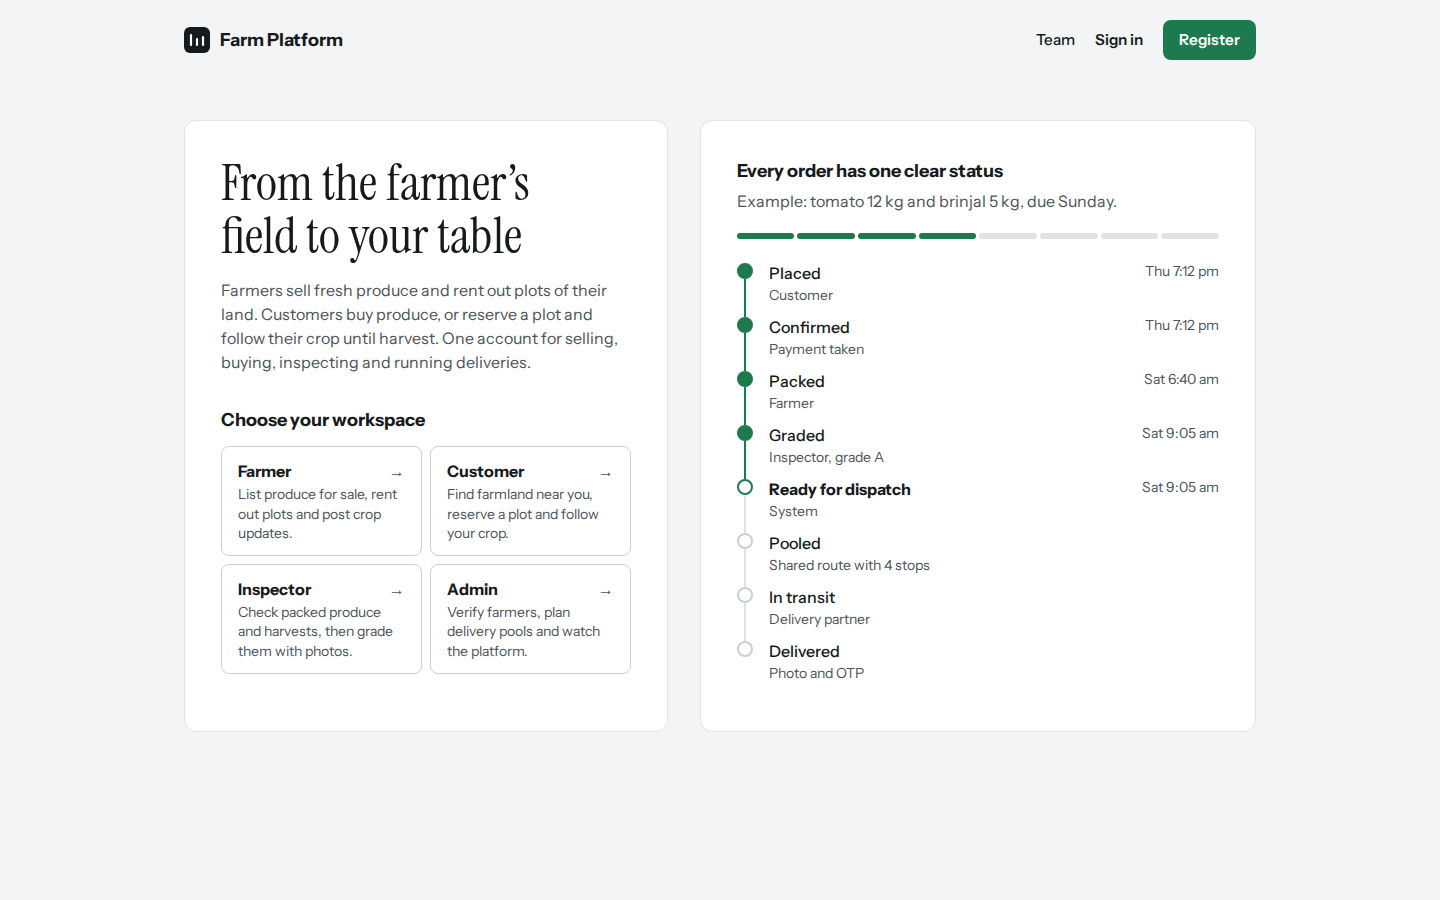 Farm Platform
Team
Sign in
Register
From the farmer’s
field to your table
Farmers sell fresh produce and rent out plots of their
land. Customers buy produce, or reserve a plot and
follow their crop until harvest. One account for selling,
buying, inspecting and running deliveries.
Choose your workspace
Farmer →
List produce for sale, rent
out plots and post crop
updates.
Customer →
Find farmland near you,
reserve a plot and follow
your crop.
Inspector →
Check packed produce
and harvests, then grade
them with photos.
Admin →
Verify farmers, plan
delivery pools and watch
the platform.
Every order has one clear status
Example: tomato 12 kg and brinjal 5 kg, due Sunday.
Placed Thu 7:12 pm
Customer
Confirmed Thu 7:12 pm
Payment taken
Packed Sat 6:40 am
Farmer
Graded Sat 9:05 am
Inspector, grade A
Ready for dispatch Sat 9:05 am
System
Pooled
Shared route with 4 stops
In transit
Delivery partner
Delivered
Photo and OTP